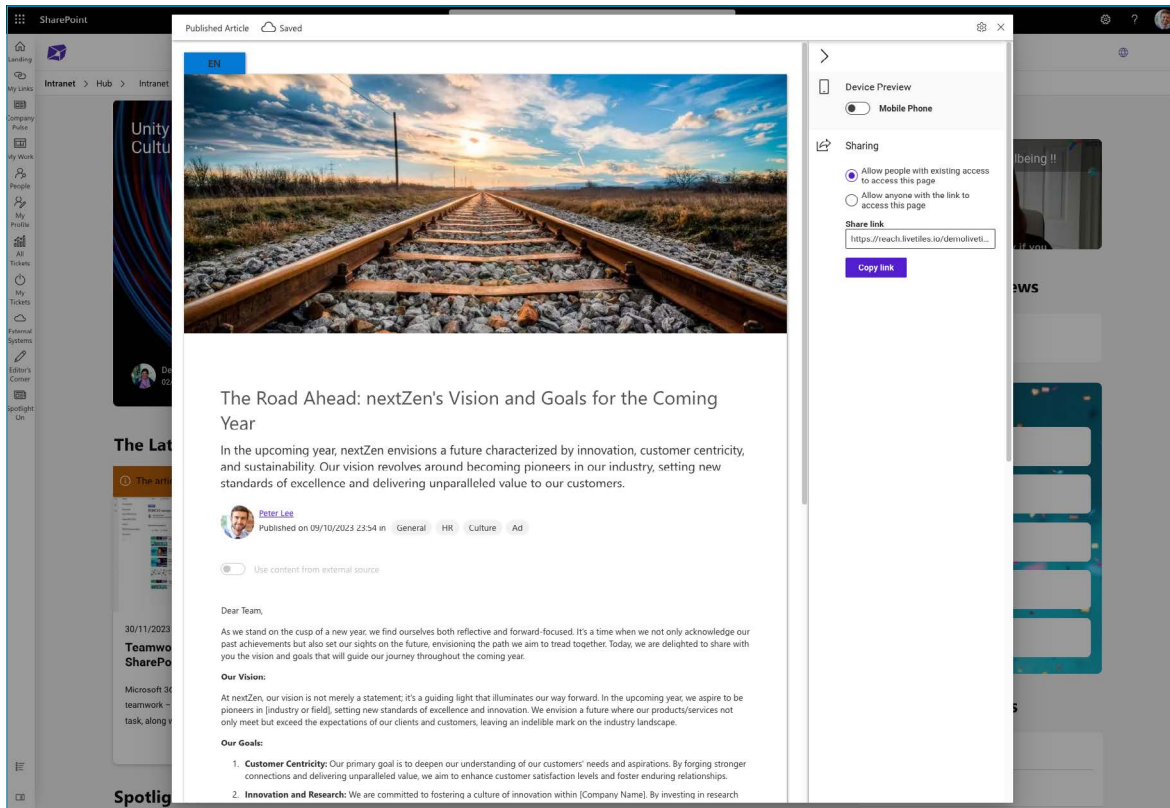 SharePoint
?
Landing
My Links
Company
Pulse
My Work
People
My
Profile
All
Tickets
My
Tickets
External
Systems
Editor's
Corner
Spotlight
On
Intranet > Hub > Intranet
Unity
Cultu
De
02/
The Lat
The arti
30/11/2023
Teamwo
SharePo
Microsoft 36
teamwork –
task, along w
Spotlig
Published Article Saved
EN
The Road Ahead: nextZen's Vision and Goals for the Coming
Year
In the upcoming year, nextZen envisions a future characterized by innovation, customer centricity,
and sustainability. Our vision revolves around becoming pioneers in our industry, setting new
standards of excellence and delivering unparalleled value to our customers.
Peter Lee
Published on 09/10/2023 23:54 in General HR Culture Ad
Use content from external source
Dear Team,
As we stand on the cusp of a new year, we find ourselves both reflective and forward-focused. It's a time when we not only acknowledge our
past achievements but also set our sights on the future, envisioning the path we aim to tread together. Today, we are delighted to share with
you the vision and goals that will guide our journey throughout the coming year.
Our Vision:
At nextZen, our vision is not merely a statement; it's a guiding light that illuminates our way forward. In the upcoming year, we aspire to be
pioneers in [industry or field], setting new standards of excellence and innovation. We envision a future where our products/services not
only meet but exceed the expectations of our clients and customers, leaving an indelible mark on the industry landscape.
Our Goals:
1. Customer Centricity: Our primary goal is to deepen our understanding of our customers' needs and aspirations. By forging stronger
connections and delivering unparalleled value, we aim to enhance customer satisfaction levels and foster enduring relationships.
2. Innovation and Research: We are committed to fostering a culture of innovation within [Company Name]. By investing in research
Device Preview
Mobile Phone
Sharing
Allow people with existing access
to access this page
Allow anyone with the link to
access this page
Share link
https://reach.livetiles.io/demoliveti...
Copy link
lbeing !!
if you
ews
s